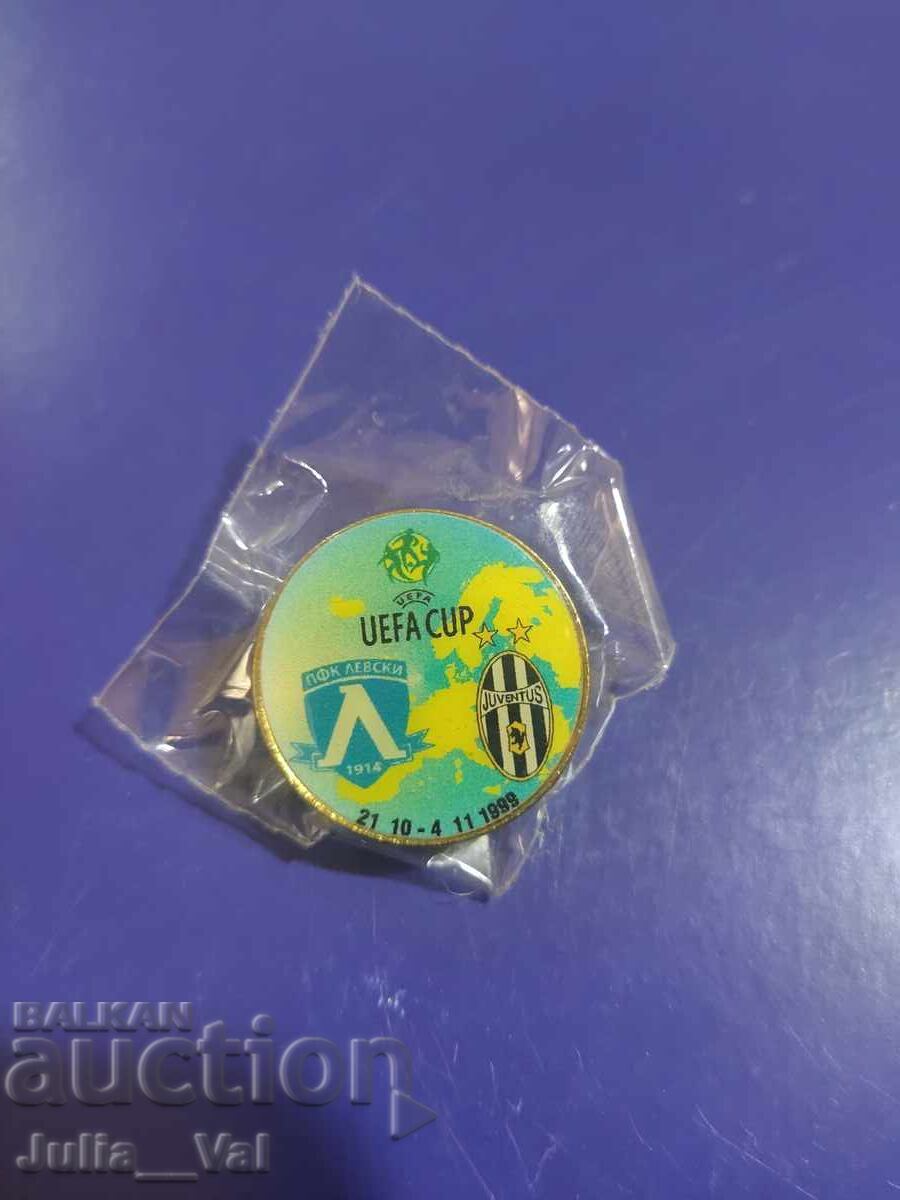 UEFA
UEFA CUP
ПФК ЛЕВСКИ
1914
JUVENTUS
21 10 - 4 11 1999
BALKAN
auction
Julia__Val